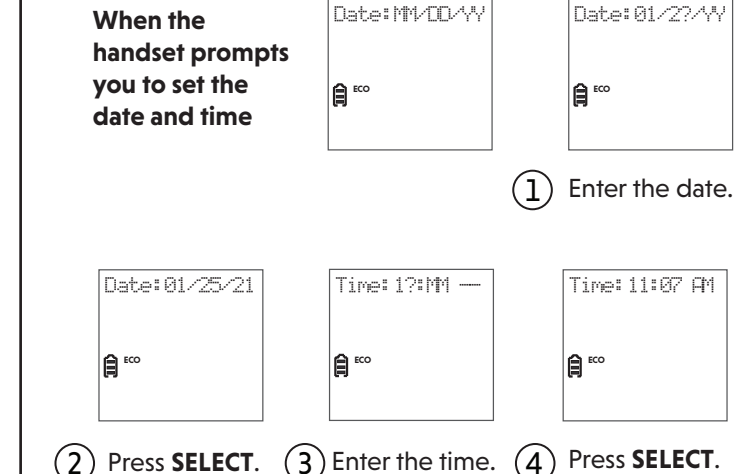 When the
handset prompts
you to set the
date and time
Date:MM/DD/YY
ECO
Date:01/2?/YY
ECO
1 Enter the date.
Date:01/25/21
ECO
Time: 1?:MM --
ECO
Time: 11:07 AM
ECO
2 Press SELECT.
3 Enter the time.
4 Press SELECT.